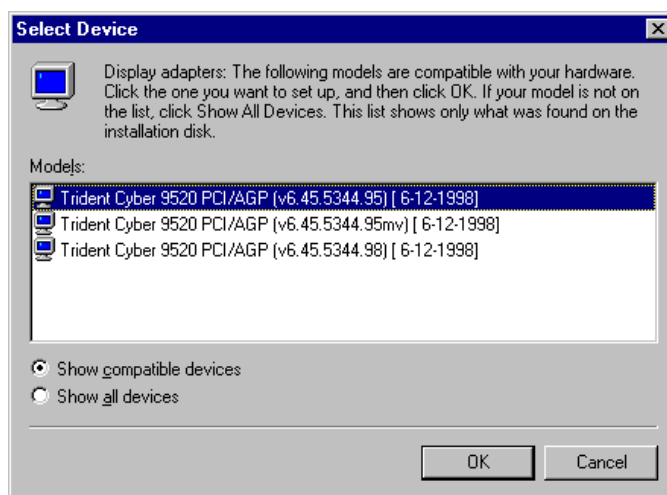 Select Device
Display adapters: The following models are compatible with your hardware.
Click the one you want to set up, and then click OK. If your model is not on
the list, click Show All Devices. This list shows only what was found on the
installation disk.
Models:
Trident Cyber 9520 PCI/AGP (v6.45.5344.95) [ 6-12-1998]
Trident Cyber 9520 PCI/AGP (v6.45.5344.95mv) [ 6-12-1998]
Trident Cyber 9520 PCI/AGP (v6.45.5344.98) [ 6-12-1998]
Show compatible devices
Show all devices
OK
Cancel